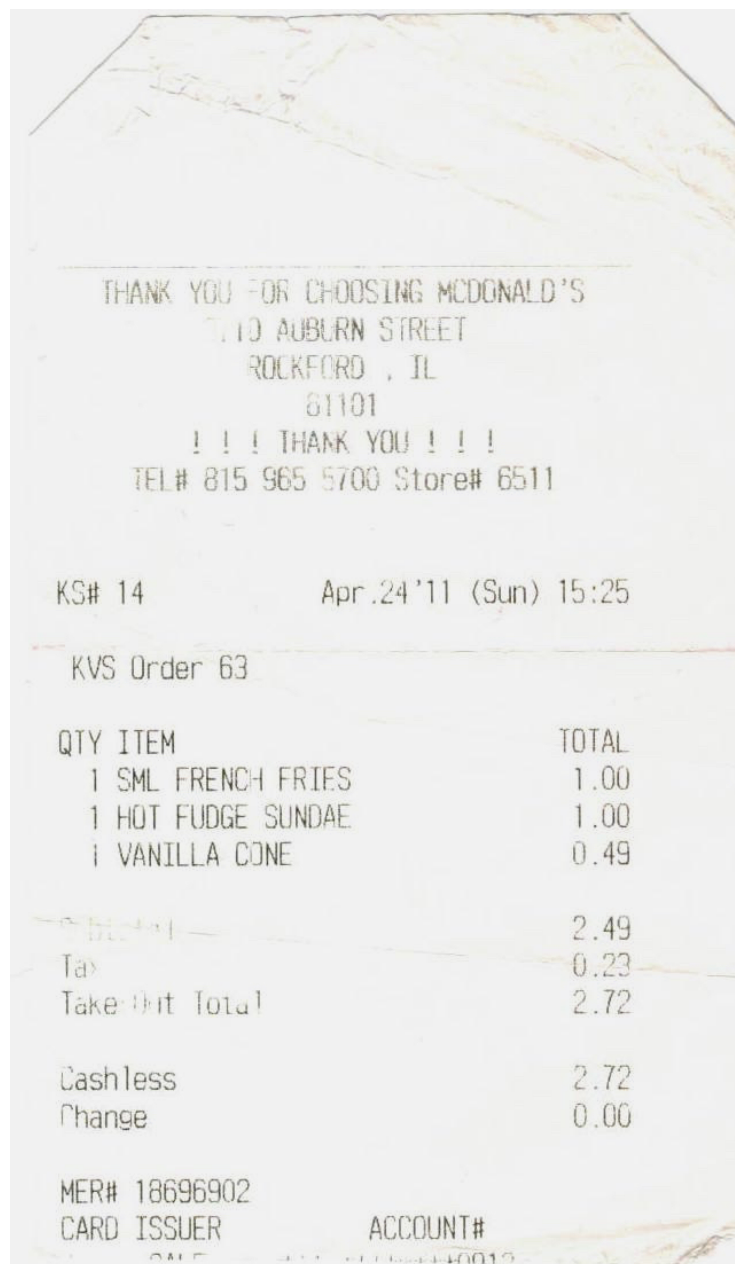 THANK YOU FOR CHOOSING MCDONALD'S
AUBURN STREET
ROCKFORD , IL
61101
! ! ! THANK YOU ! ! !
TEL# 815 965 5700 Store# 6511
KS# 14 Apr.24'11 (Sun) 15:25
KVS Order 63
QTY ITEM TOTAL
1 SML FRENCH FRIES 1.00
1 HOT FUDGE SUNDAE 1.00
1 VANILLA CONE 0.49
Subtotal 2.49
Tax 0.23
Take-Out Total 2.72
Cashless 2.72
Change 0.00
MER# 18696902
CARD ISSUER ACCOUNT#
SALE